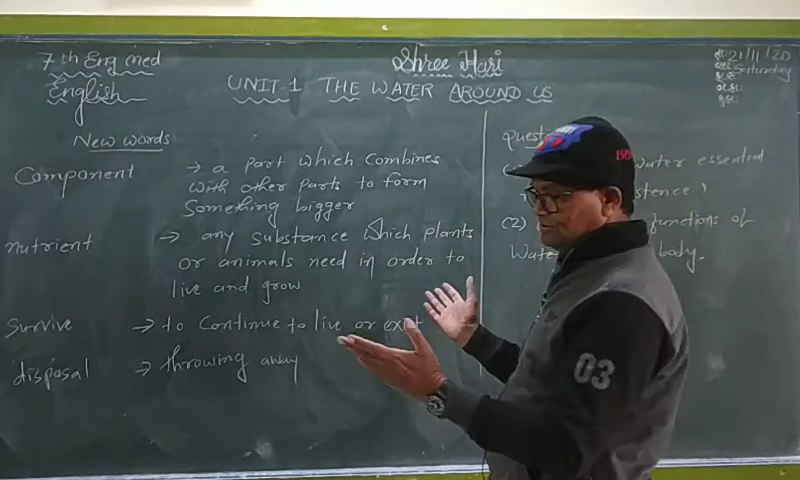 7th Eng med
Shree Hari
21/11/20
Saturday
English
UNIT-1 THE WATER AROUND US
New words
Component → a part which combines
with other parts to form
something bigger
nutrient → any substance which plants
or animals need in order to
live and grow
survive → to continue to live or exist
disposal → throwing away
(1) Water essential
(2) functions of
body.
03